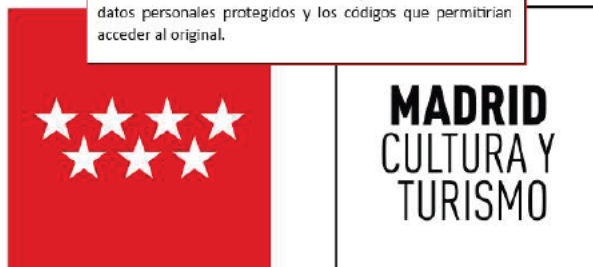 datos personales protegidos y los códigos que permitirían
acceder al original.
MADRID
CULTURA Y
TURISMO